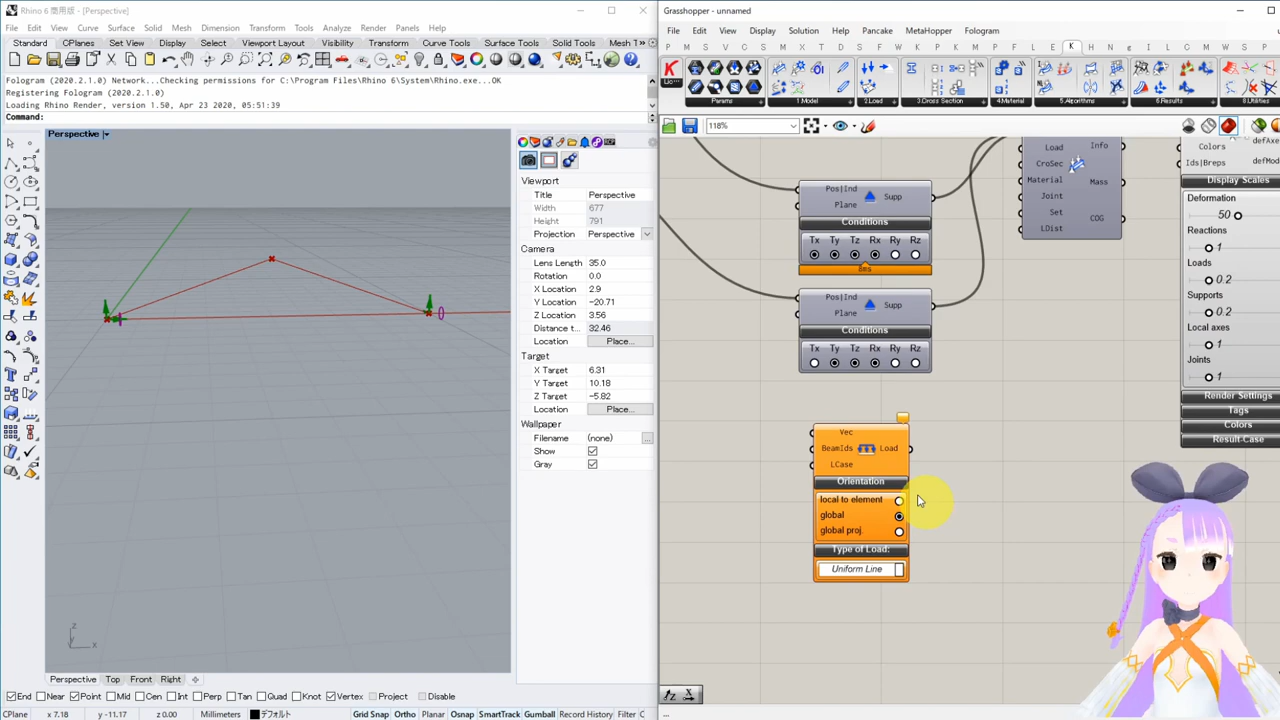 Rhino 6 商用版
File Edit View Curve Surface Solid Mesh Dimension Transform Tools Analyze Render Panels
Standard CPlanes Set View Display Select Viewport Layout Visibility Transform Curve Tools Surface Tools Solid Tools Mesh T
Fologram (2020.2.1.0) Network...Checking permissions for C:\Program Files\Rhino 6\System\Rhino.exe...OK
Registering Fologram (2020.2.1.0)
Loading Rhino Render, version 1.50, Apr 23 2020, 05:51:39
Command:
Perspective
Viewport
Title Perspective
Width 677
Height 791
Projection Perspective
Camera
Lens Length 35.0
Rotation 0.0
X Location 2.9
Y Location -20.71
Z Location 3.56
Distance t... 32.46
Location Place...
Target
X Target 6.31
Y Target 10.18
Z Target -5.82
Location Place...
Wallpaper
Filename (none) ...
Show
Gray
z
x
Perspective Top Front Right
End Near Point Mid Cen Int Perp Tan Quad Knot Vertex Project Disable
CPlane x 7.18 y -11.17 z 0.00 Millimeters デフォルト Grid Snap Ortho Planar Osnap SmartTrack Gumball Record History Filter
Grasshopper - unnamed
File Edit View Display Solution Help Pancake MetaHopper Fologram
Params 1.Model 2.Load 3.Cross Section 4.Material 5.Algorithms 6.Results 8.Utilities
118%
Pos|Ind
Plane
Supp
Conditions
Tx Ty Tz Rx Ry Rz
8ms
Pos|Ind
Plane
Supp
Conditions
Tx Ty Tz Rx Ry Rz
Vec
BeamIds
LCase
Load
Orientation
local to element
global
global proj.
Type of Load:
Uniform Line
Load
CroSec
Material
Joint
Set
LDist
Info
Mass
COG
Colors
Ids|Breps
defAxe
defMod
Display Scales
Deformation
50
Reactions
1
Loads
0.2
Supports
0.2
Local axes
1
Joints
1
Render Settings
Tags
Colors
Result-Case